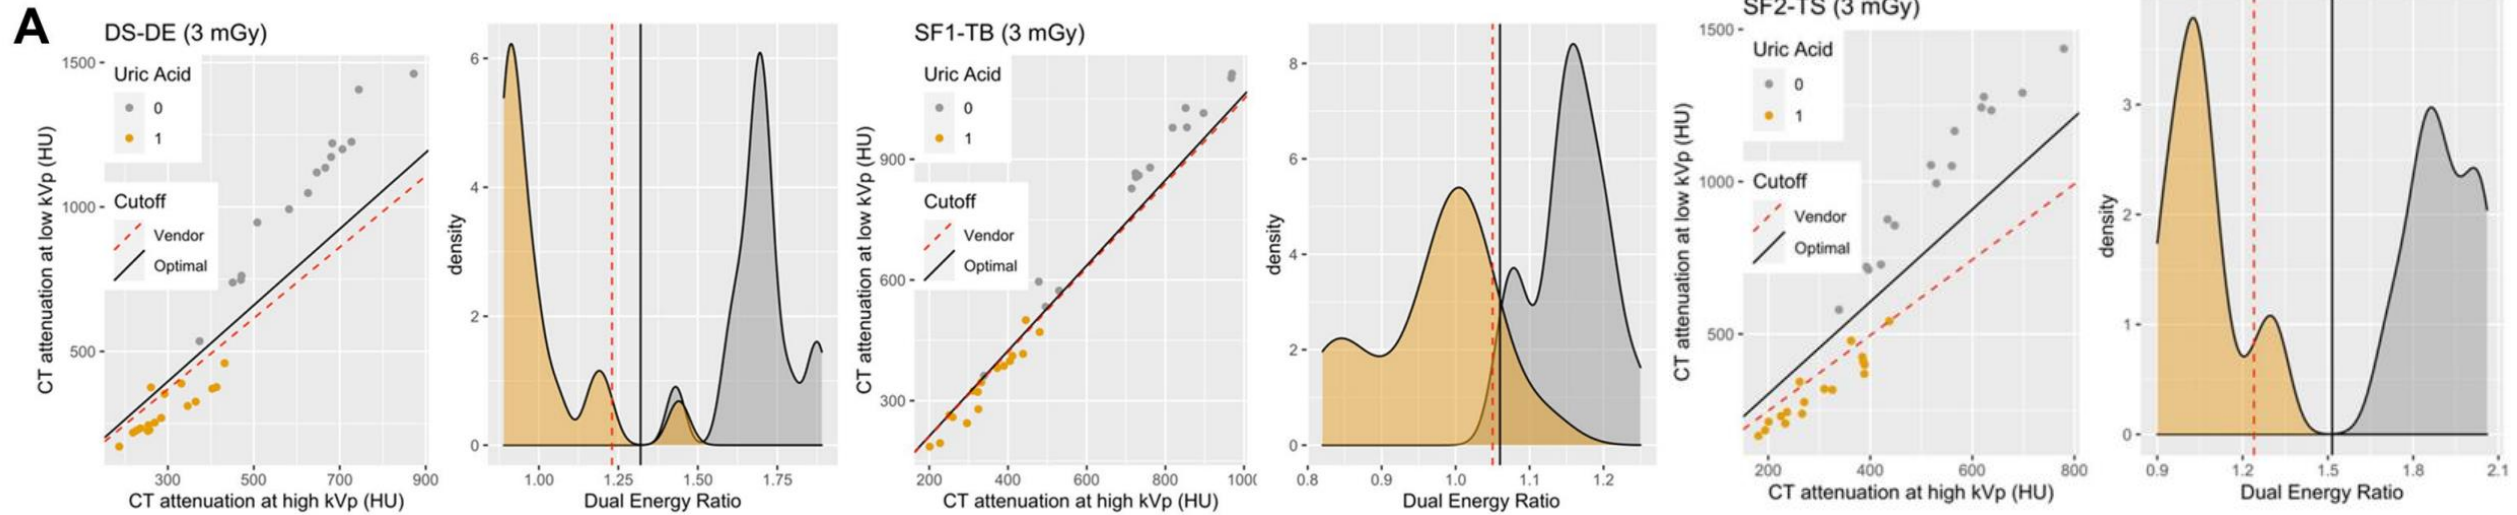 A
DS-DE (3 mGy)
CT attenuation at low kVp (HU)
1500
1000
500
Uric Acid
0
1
Cutoff
Vendor
Optimal
300
500
700
900
CT attenuation at high kVp (HU)
density
6
4
2
0
1.00
1.25
1.50
1.75
Dual Energy Ratio
SF1-TB (3 mGy)
CT attenuation at low kVp (HU)
900
600
300
Uric Acid
0
1
Cutoff
Vendor
Optimal
200
400
600
800
1000
CT attenuation at high kVp (HU)
density
8
6
4
2
0
0.8
0.9
1.0
1.1
1.2
Dual Energy Ratio
SF2-TS (3 mGy)
CT attenuation at low kVp (HU)
1500
1000
500
Uric Acid
0
1
Cutoff
Vendor
Optimal
200
400
600
800
CT attenuation at high kVp (HU)
density
3
2
1
0
0.9
1.2
1.5
1.8
2.1
Dual Energy Ratio